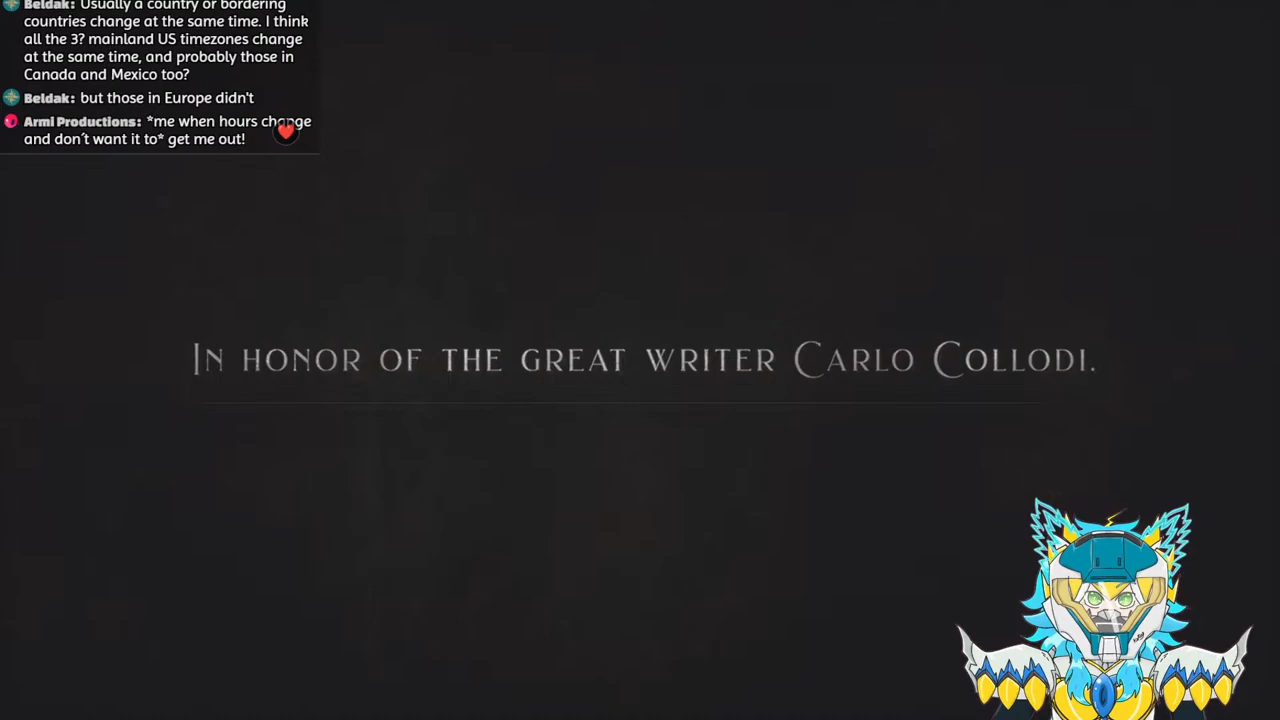 Beldak: Usually a country or bordering
countries change at the same time. I think
all the 3? mainland US timezones change
at the same time, and probably those in
Canada and Mexico too?
Beldak: but those in Europe didn't
Armi Productions: *me when hours change
and don´t want it to* get me out!
In honor of the great writer Carlo Collodi.